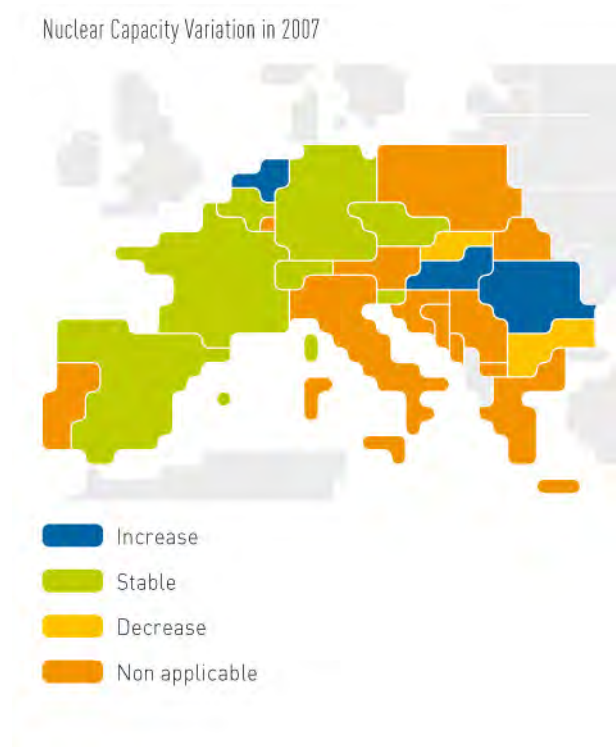 Nuclear Capacity Variation in 2007
Increase
Stable
Decrease
Non applicable